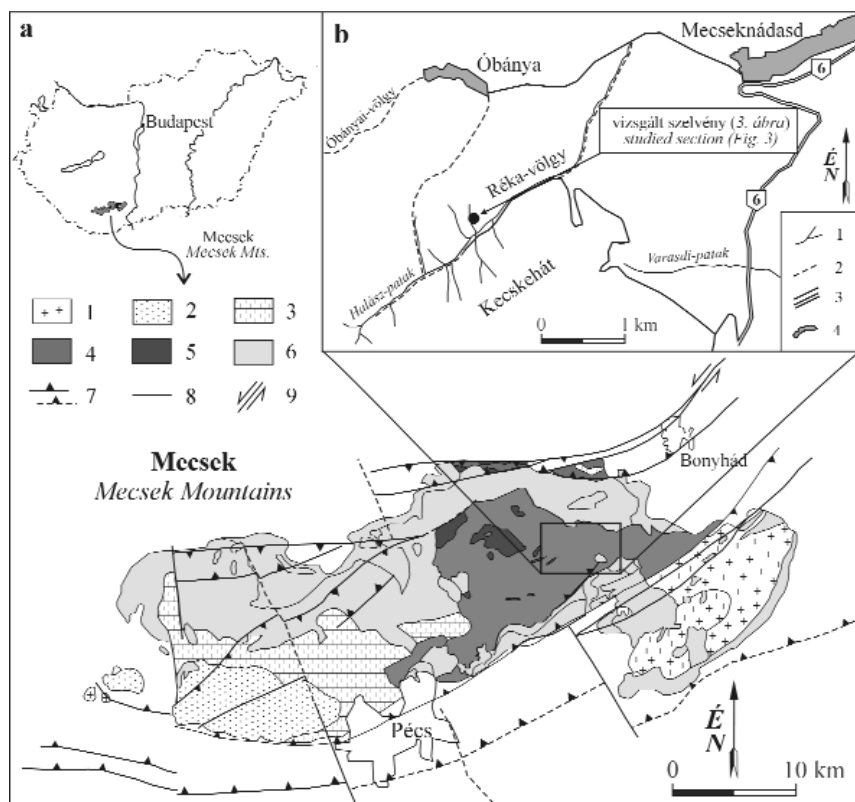 a
Budapest
Mecsek
Mecsek Mts.
1
2
3
4
5
6
7
8
9
b
Mecseknádasd
Óbánya
Óbányai-völgy
6
vizsgált szelvény (3. ábra)
studied section (Fig. 3)
É
N
Réka-völgy
6
Halász-patak
Kecskehát
Varasdi-patak
0
1 km
1
2
3
4
Mecsek
Mecsek Mountains
Bonyhád
Pécs
É
N
0
10 km